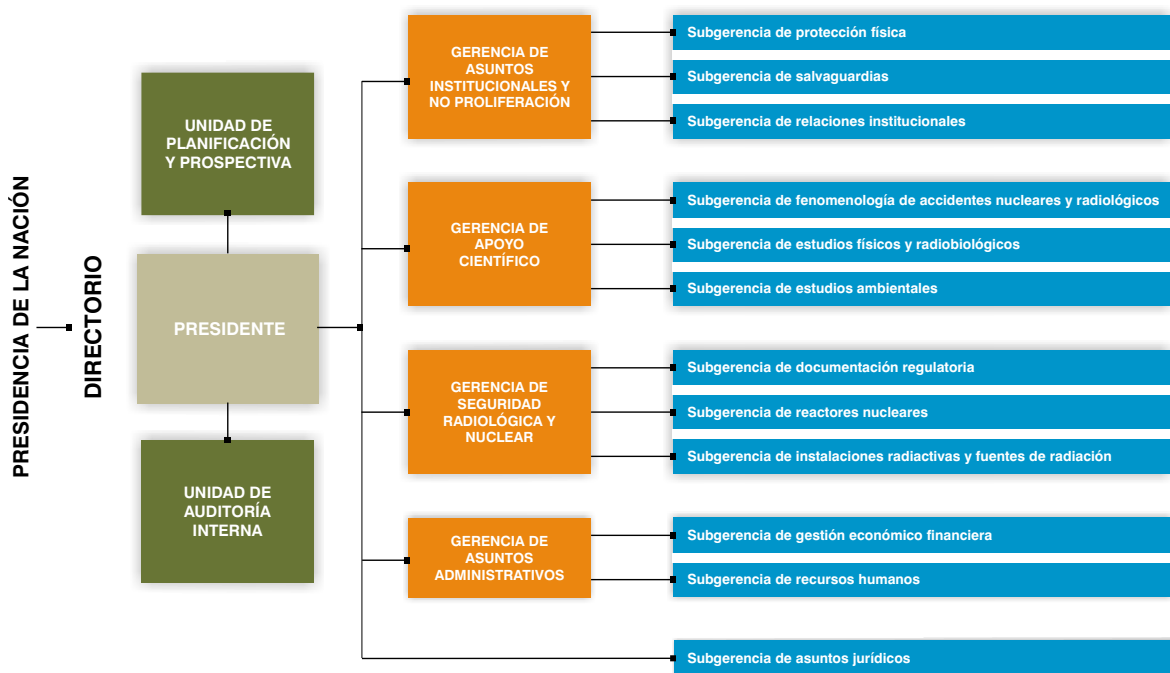 PRESIDENCIA DE LA NACIÓN
DIRECTORIO
UNIDAD DE
PLANIFICACIÓN
Y PROSPECTIVA
PRESIDENTE
UNIDAD DE
AUDITORÍA
INTERNA
GERENCIA DE
ASUNTOS
INSTITUCIONALES Y
NO PROLIFERACIÓN
Subgerencia de protección física
Subgerencia de salvaguardias
Subgerencia de relaciones institucionales
GERENCIA DE
APOYO
CIENTÍFICO
Subgerencia de fenomenología de accidentes nucleares y radiológicos
Subgerencia de estudios físicos y radiobiológicos
Subgerencia de estudios ambientales
GERENCIA DE
SEGURIDAD
RADIOLÓGICA Y
NUCLEAR
Subgerencia de documentación regulatoria
Subgerencia de reactores nucleares
Subgerencia de instalaciones radiactivas y fuentes de radiación
GERENCIA DE
ASUNTOS
ADMINISTRATIVOS
Subgerencia de gestión económico financiera
Subgerencia de recursos humanos
Subgerencia de asuntos jurídicos